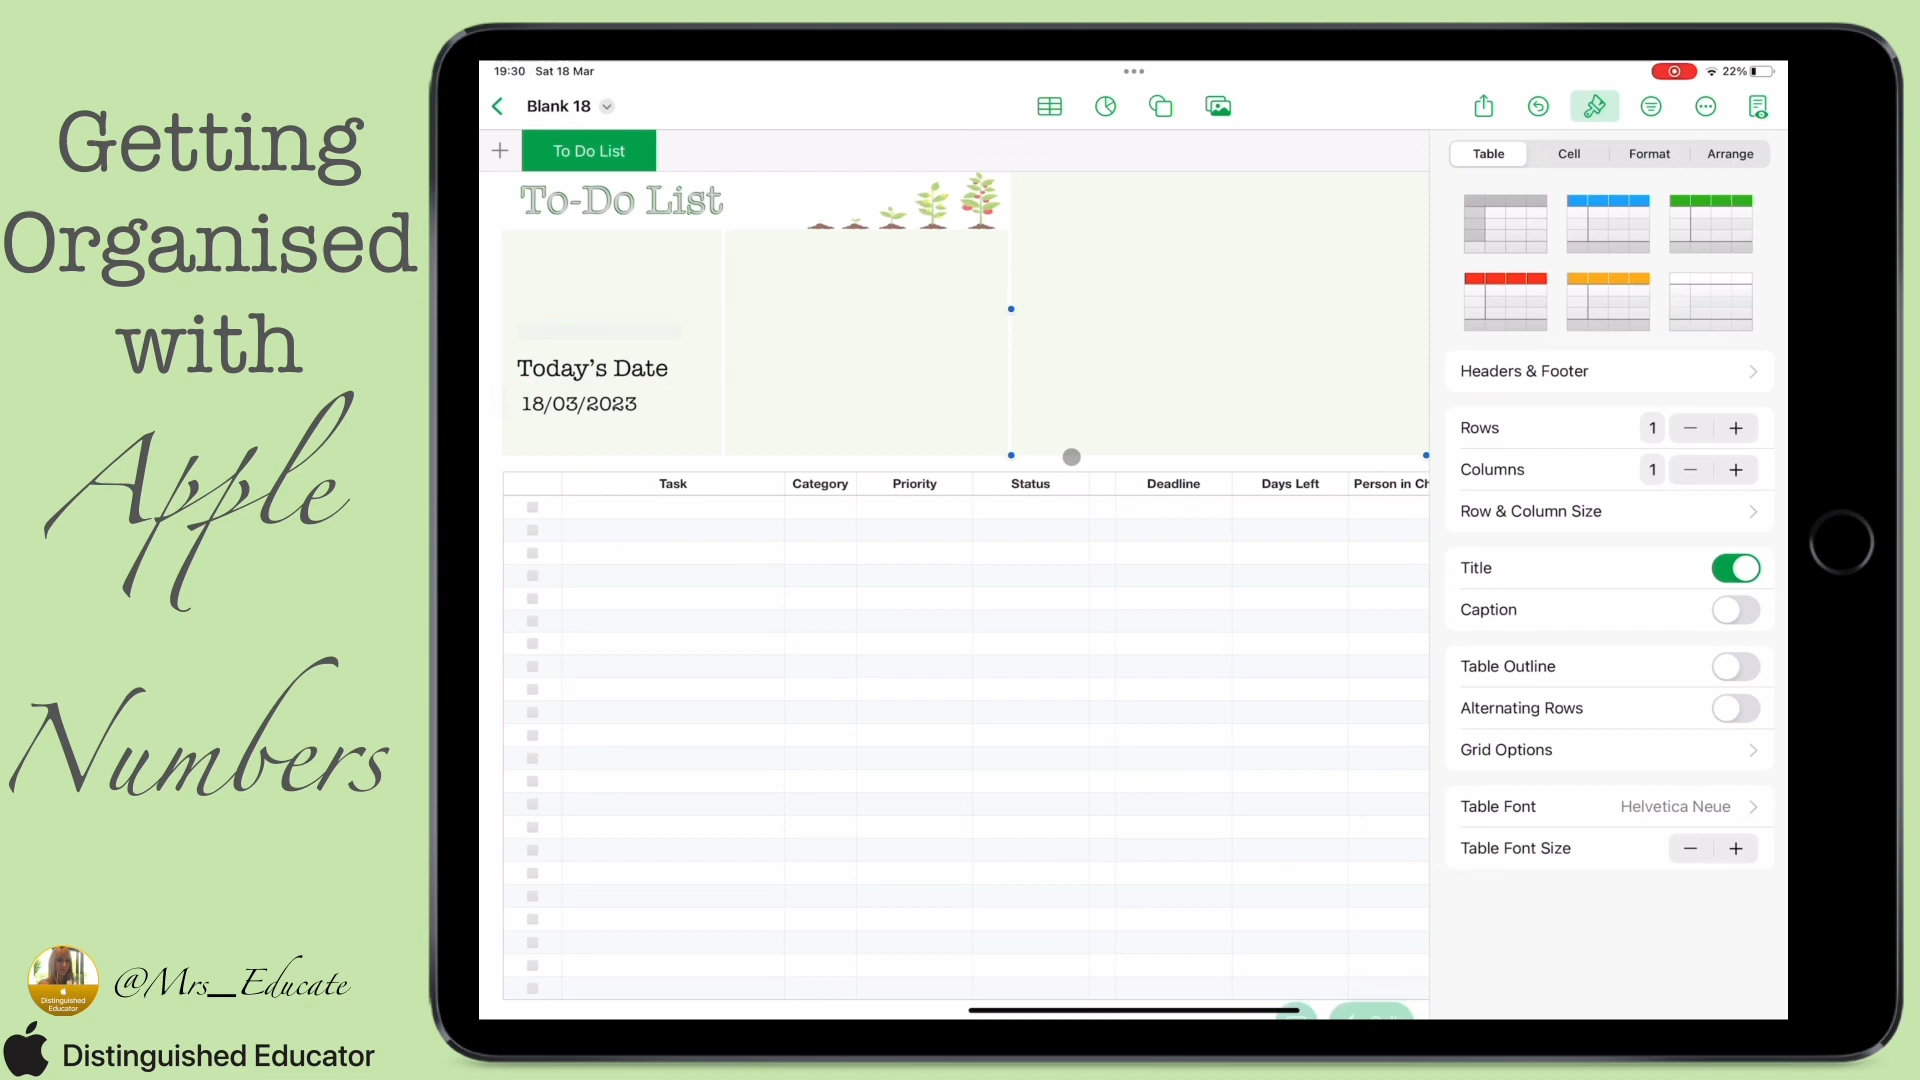 Getting
Organised
with
Apple
Numbers
@Mrs_Educate
Distinguished
Educator
Distinguished Educator
19:30 Sat 18 Mar
22%
Blank 18
To Do List
To-Do List
Today's Date
18/03/2023
Task Category Priority Status Deadline Days Left Person in Ch
Table Cell Format Arrange
Headers & Footer
Rows 1
Columns 1
Row & Column Size
Title
Caption
Table Outline
Alternating Rows
Grid Options
Table Font Helvetica Neue
Table Font Size